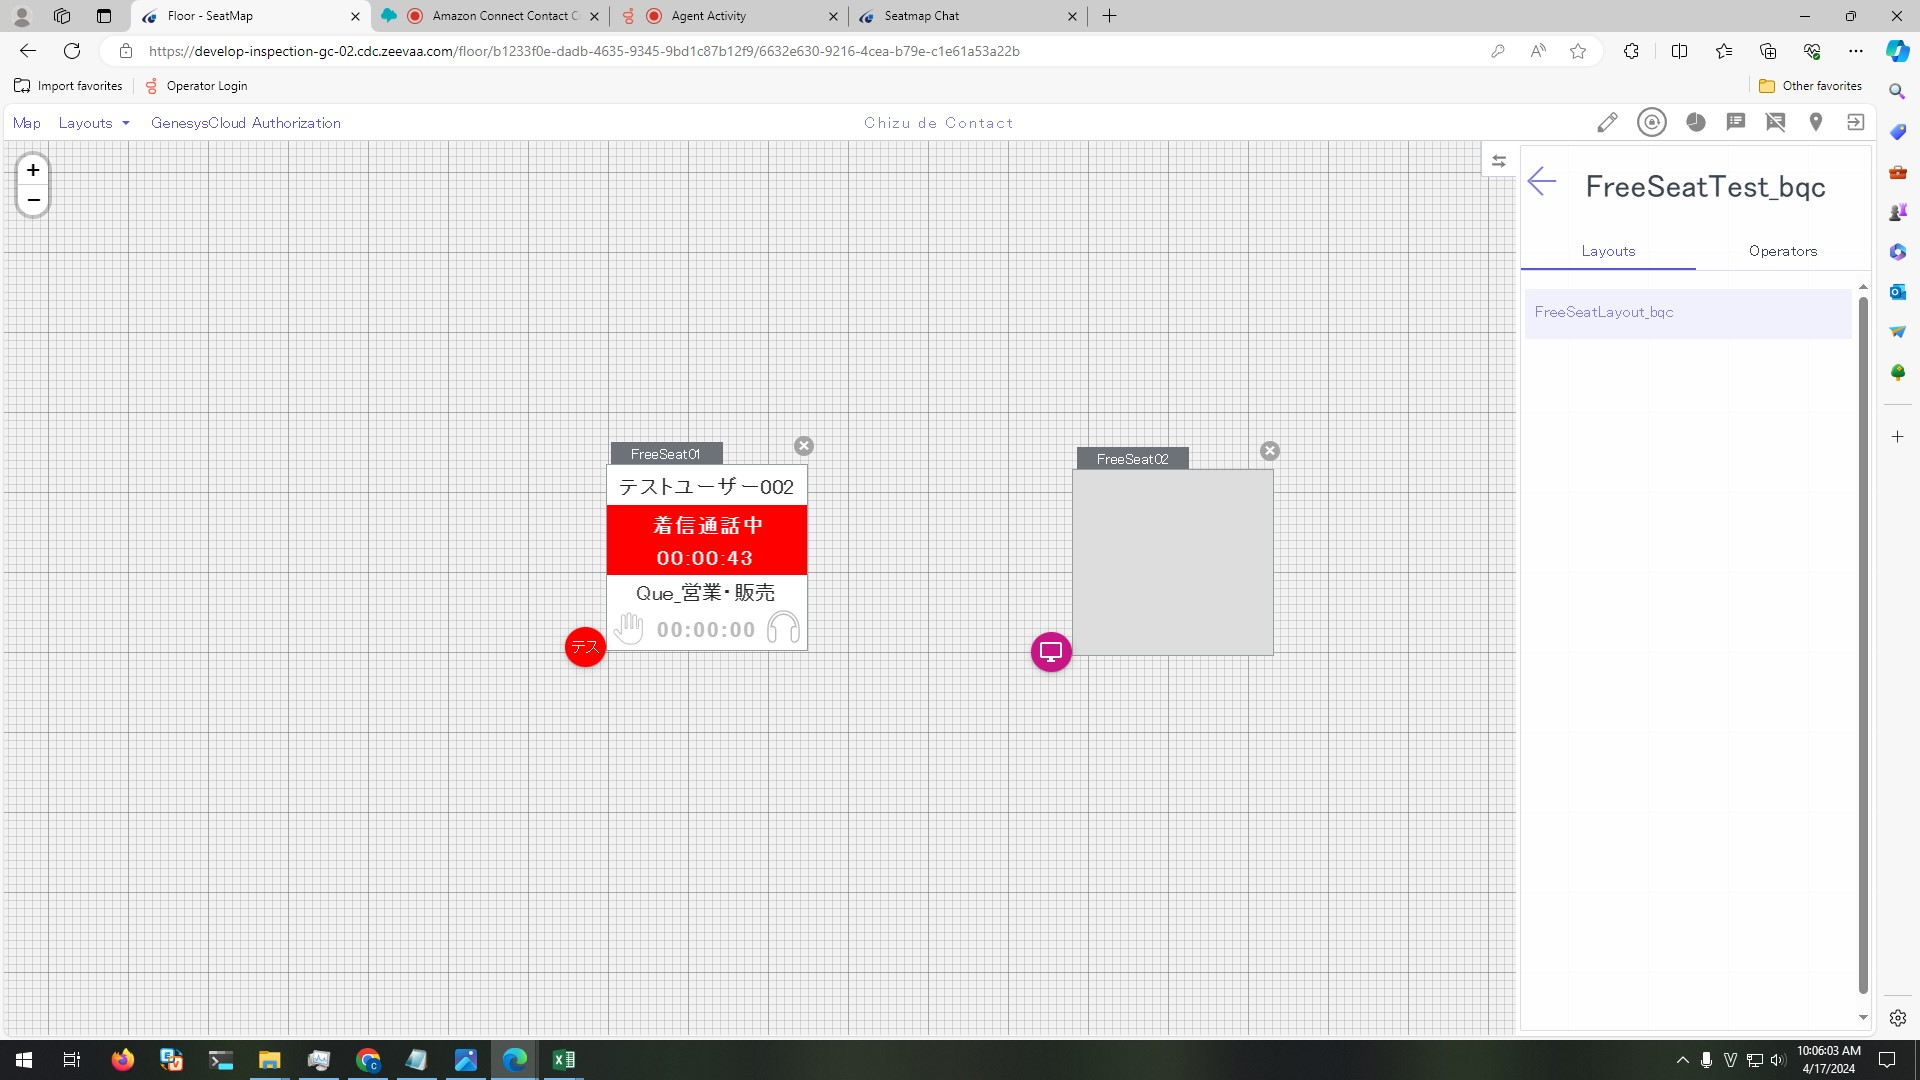 Floor - SeatMap
Amazon Connect Contact C
Agent Activity
Seatmap Chat
https://develop-inspection-gc-02.cdc.zeevaa.com/floor/b1233f0e-dadb-4635-9345-9bd1c87b12f9/6632e630-9216-4cea-b79e-c1e61a53a22b
Import favorites
Operator Login
Other favorites
Map
Layouts
GenesysCloud Authorization
Chizu de Contact
+
−
FreeSeatTest_bqc
Layouts
Operators
FreeSeatLayout_bqc
FreeSeat01
テストユーザー002
着信通話中
00:00:43
Que_営業・販売
00:00:00
テス
FreeSeat02
10:06:03 AM
4/17/2024